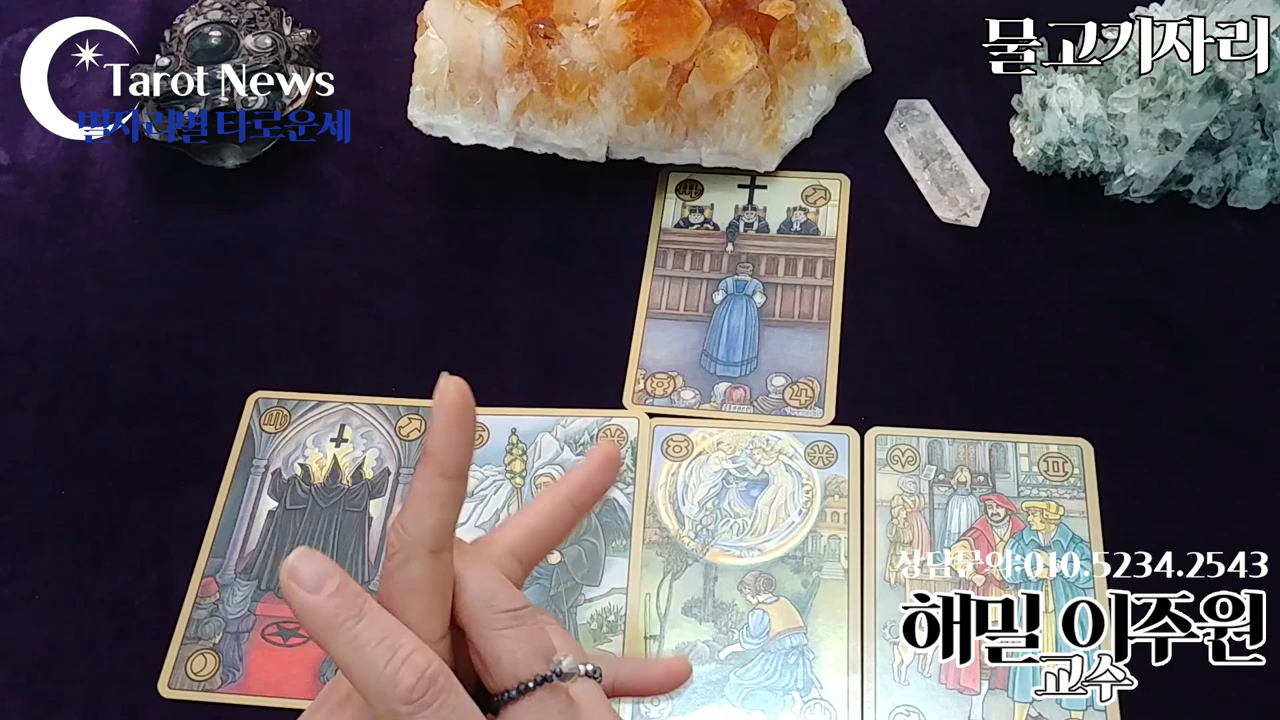 Tarot News
별자리별 타로운세
물고기자리
상담문의:010.5234.2543
해밀 이주원
교수